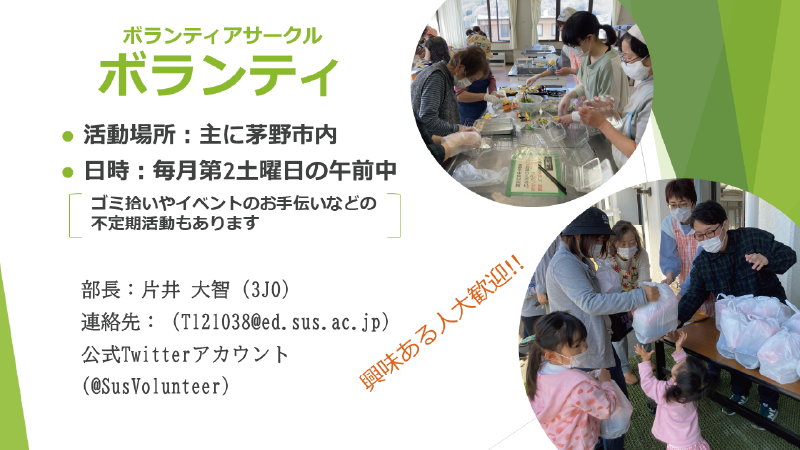 ボランティアサークル
ボランティ
活動場所：主に茅野市内
日時：毎月第2土曜日の午前中
ゴミ拾いやイベントのお手伝いなどの
不定期活動もあります
部長：片井 大智（3J0）
連絡先：（T121038@ed.sus.ac.jp）
公式Twitterアカウント
(@SusVolunteer)
興味ある人大歓迎!!